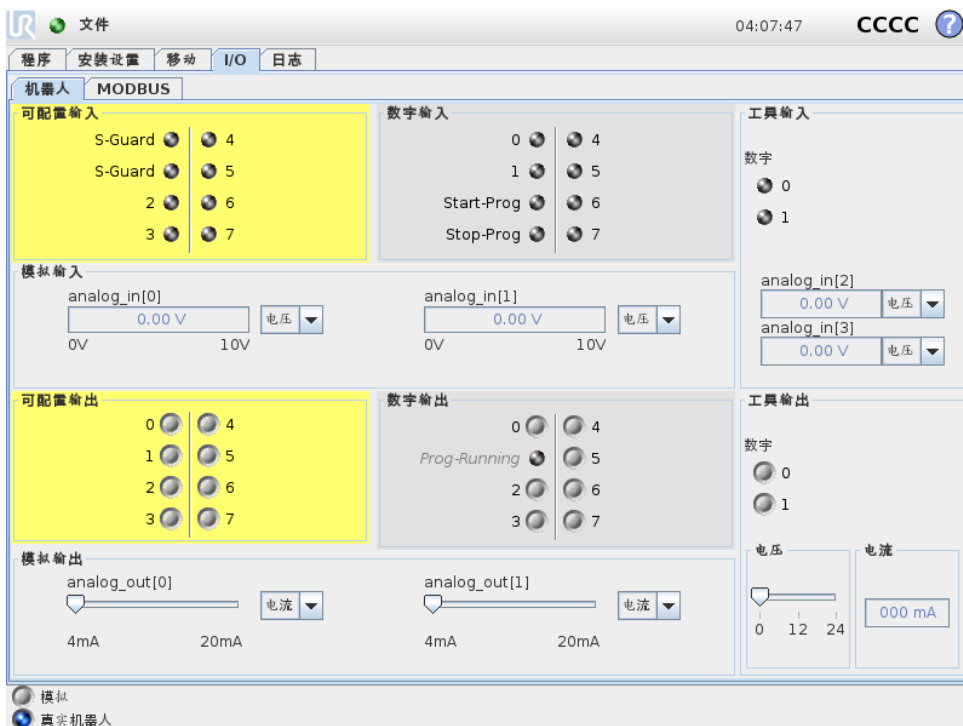 UR 文件 04:07:47 CCCC ?
程序 安装设置 移动 I/O 日志
机器人 MODBUS
可配置输入
S-Guard 4
S-Guard 5
2 6
3 7
数字输入
0 4
1 5
Start-Prog 6
Stop-Prog 7
工具输入
数字
0
1
analog_in[2]
0.00 V 电压
analog_in[3]
0.00 V 电压
模拟输入
analog_in[0]
0.00 V 电压
0V 10V
analog_in[1]
0.00 V 电压
0V 10V
可配置输出
0 4
1 5
2 6
3 7
数字输出
0 4
Prog-Running 5
2 6
3 7
工具输出
数字
0
1
电压
0 12 24
电流
000 mA
模拟输出
analog_out[0]
电流
4mA 20mA
analog_out[1]
电流
4mA 20mA
模拟
真实机器人